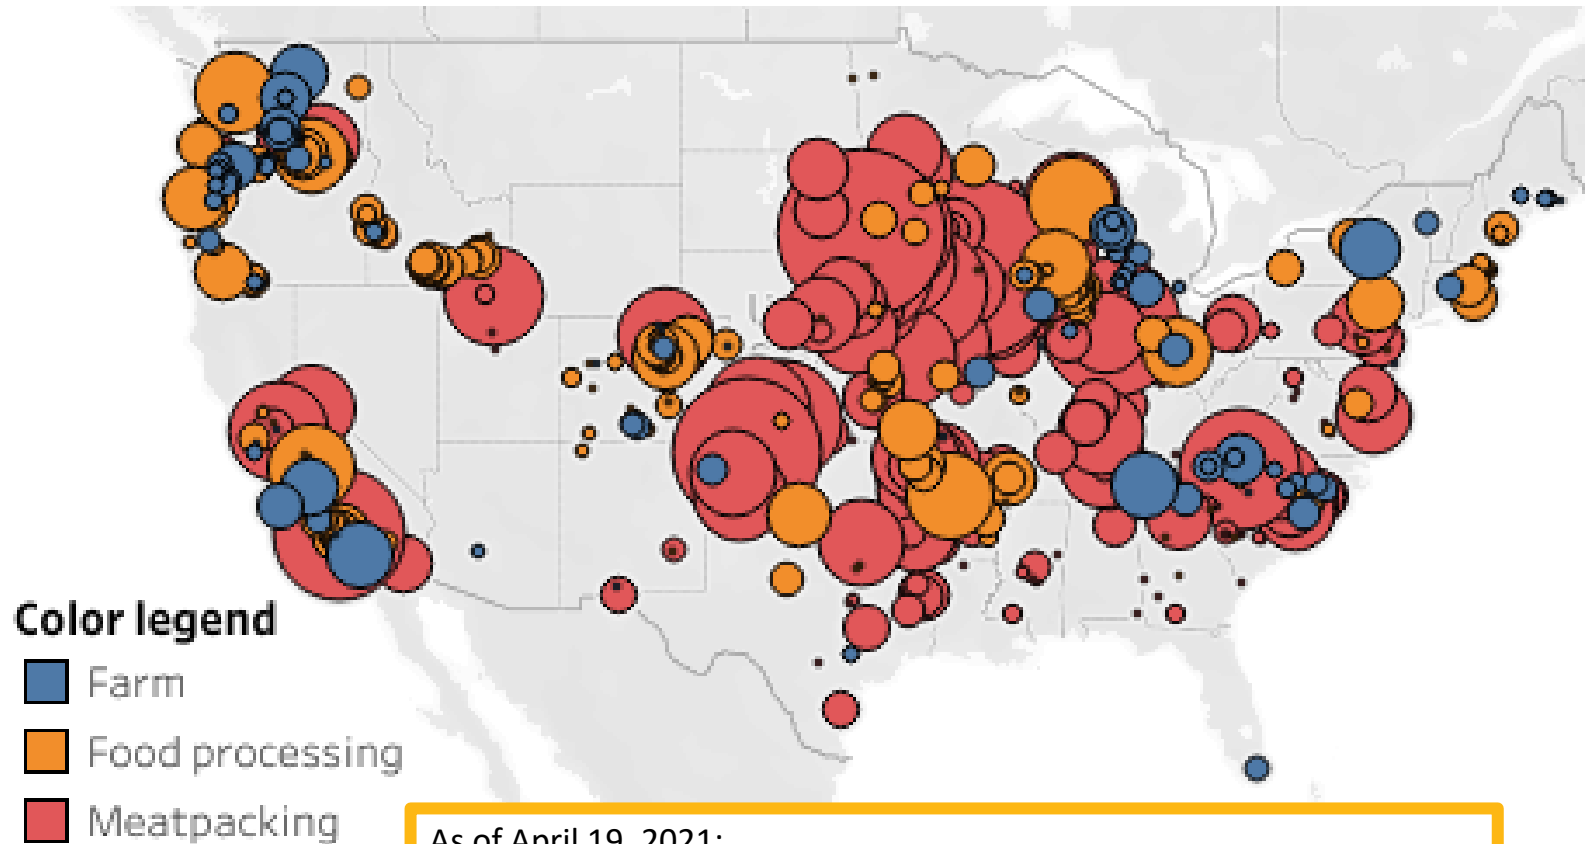 Color legend
Farm
Food processing
Meatpacking
As of April 19, 2021: